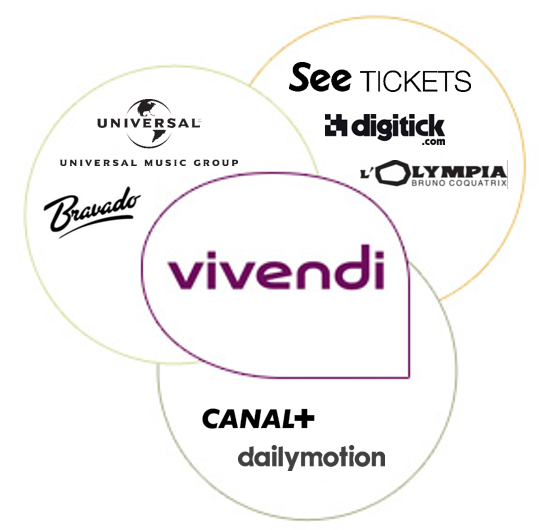 See TICKETS
digitick
.com
L'OLYMPIA
BRUNO COQUATRIX
UNIVERSAL
UNIVERSAL MUSIC GROUP
Bravado
vivendi
CANAL+
dailymotion